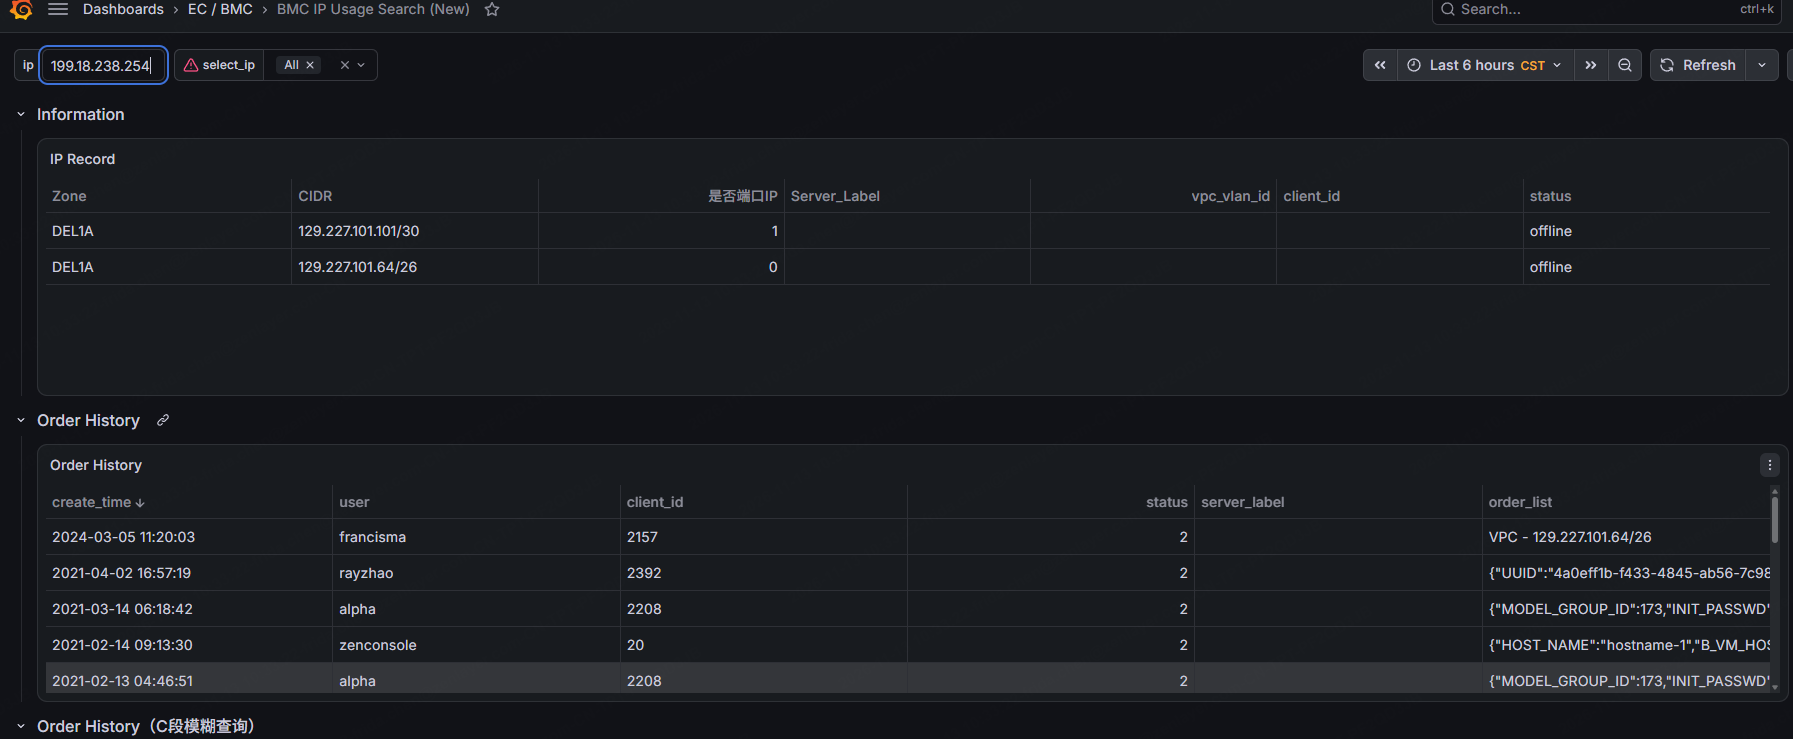 Dashboards › EC / BMC › BMC IP Usage Search (New)
Search... ctrl+k
ip 199.18.238.254 select_ip All
Last 6 hours CST Refresh
Information
IP Record
Zone CIDR 是否端口IP Server_Label vpc_vlan_id client_id status
DEL1A 129.227.101.101/30 1 offline
DEL1A 129.227.101.64/26 0 offline
Order History
Order History
create_time ↓ user client_id status server_label order_list
2024-03-05 11:20:03 francisma 2157 2 VPC - 129.227.101.64/26
2021-04-02 16:57:19 rayzhao 2392 2 {"UUID":"4a0eff1b-f433-4845-ab56-7c98
2021-03-14 06:18:42 alpha 2208 2 {"MODEL_GROUP_ID":173,"INIT_PASSWD"
2021-02-14 09:13:30 zenconsole 20 2 {"HOST_NAME":"hostname-1","B_VM_HOS
2021-02-13 04:46:51 alpha 2208 2 {"MODEL_GROUP_ID":173,"INIT_PASSWD"
Order History（C段模糊查询）